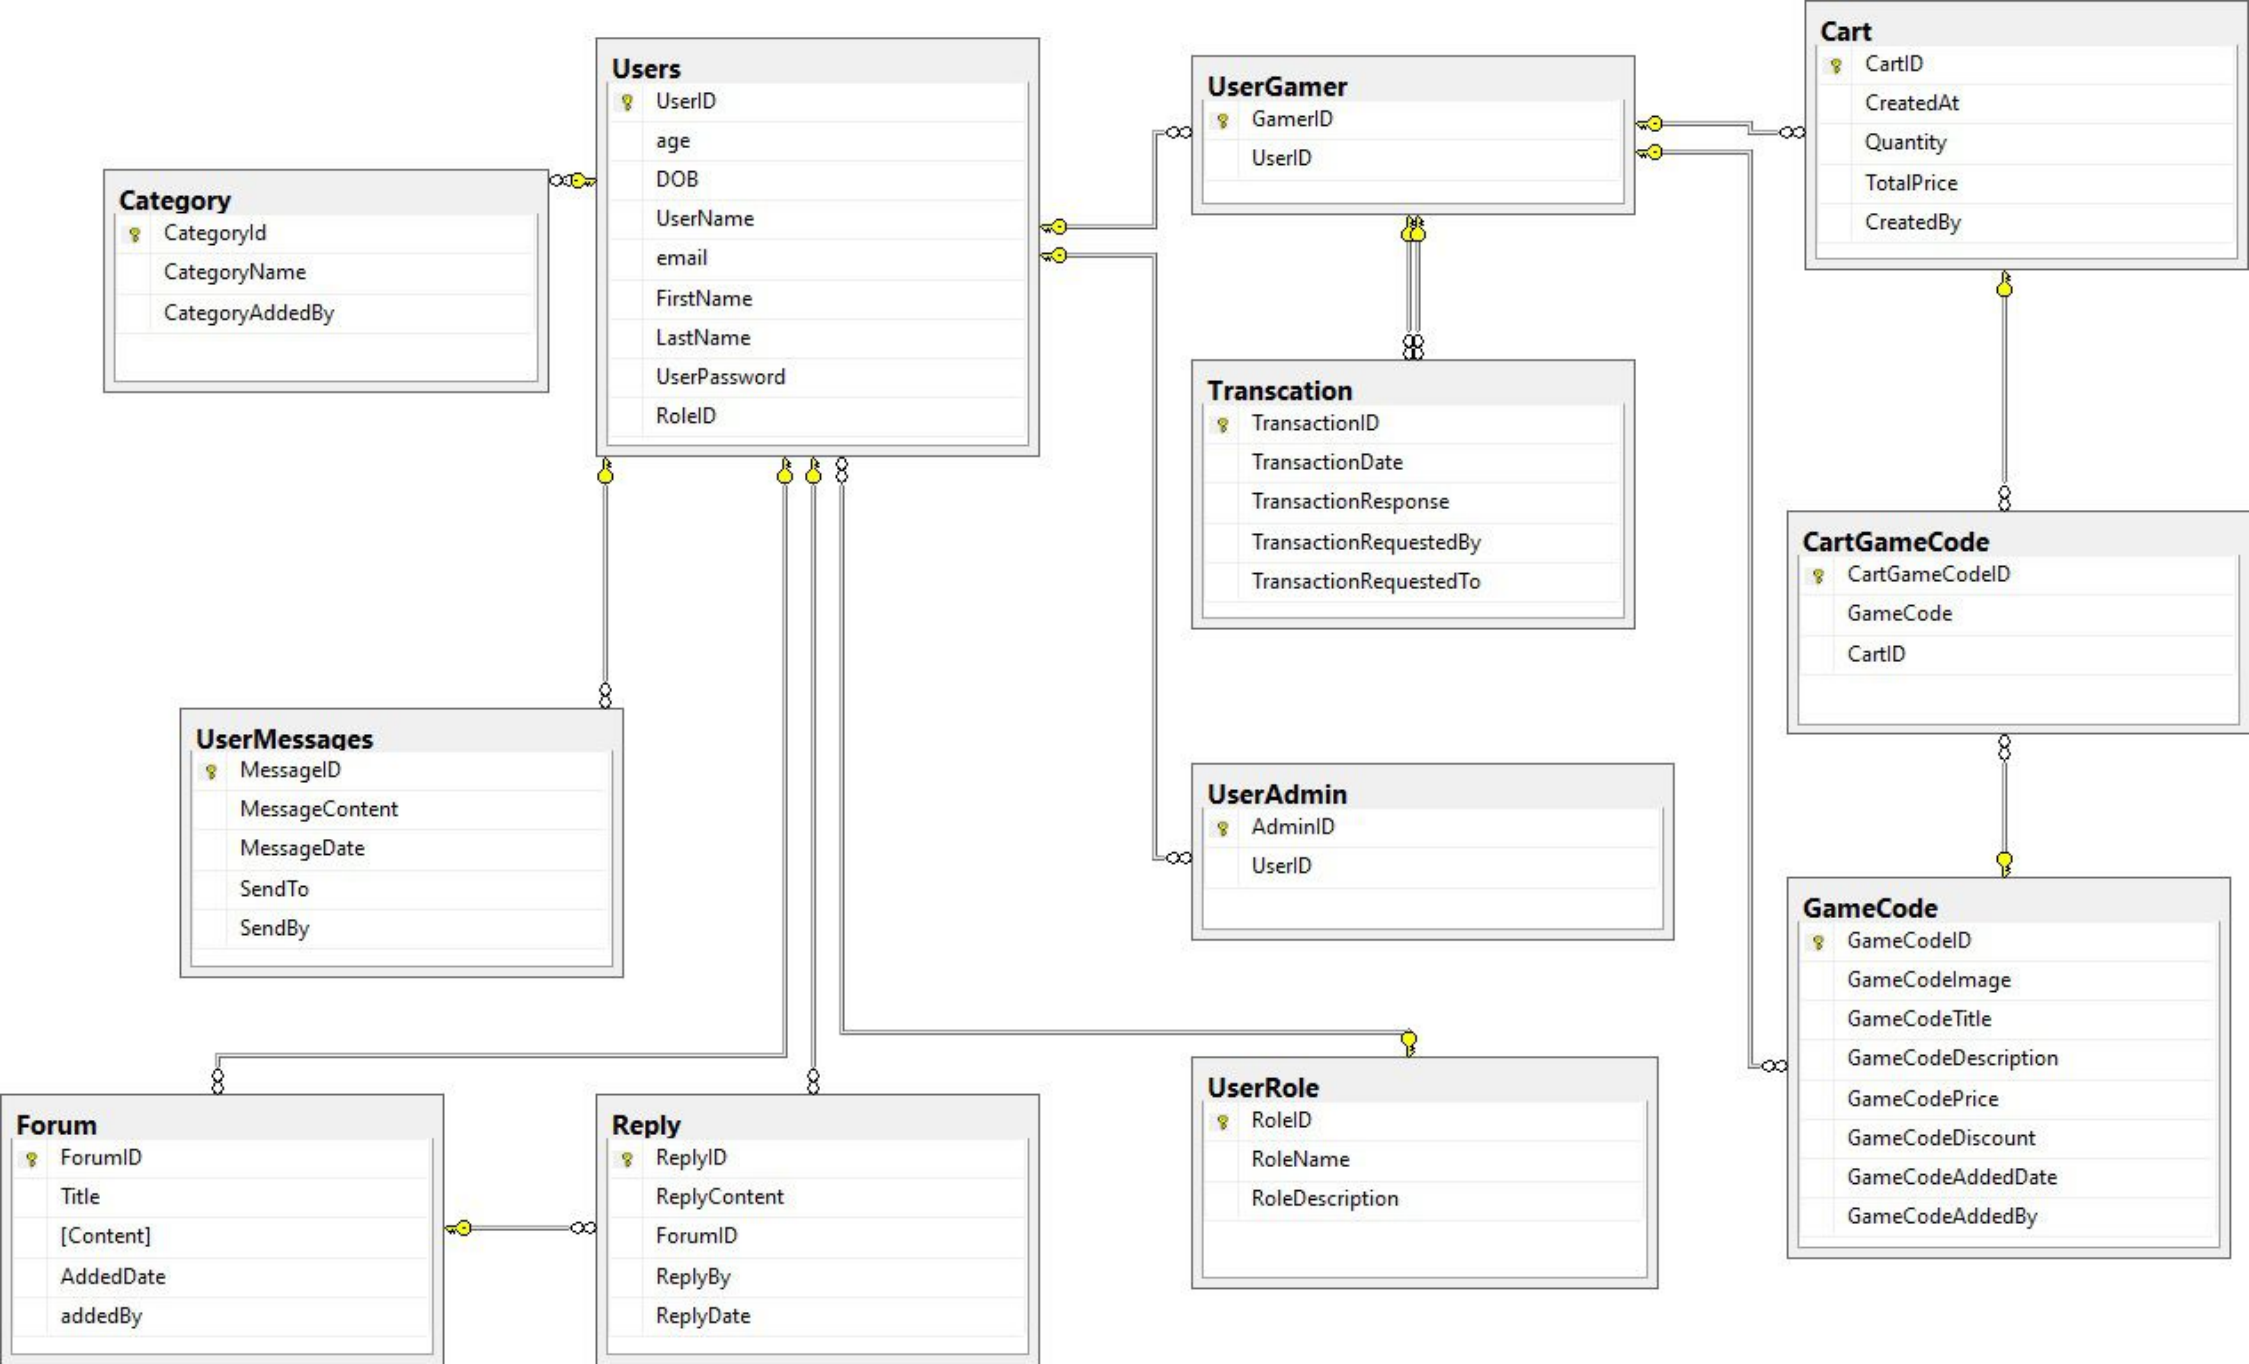 Users
UserID
age
DOB
UserName
email
FirstName
LastName
UserPassword
RoleID
Category
CategoryId
CategoryName
CategoryAddedBy
UserGamer
GamerID
UserID
Cart
CartID
CreatedAt
Quantity
TotalPrice
CreatedBy
Transcation
TransactionID
TransactionDate
TransactionResponse
TransactionRequestedBy
TransactionRequestedTo
CartGameCode
CartGameCodeID
GameCode
CartID
UserMessages
MessageID
MessageContent
MessageDate
SendTo
SendBy
UserAdmin
AdminID
UserID
GameCode
GameCodeID
GameCodeImage
GameCodeTitle
GameCodeDescription
GameCodePrice
GameCodeDiscount
GameCodeAddedDate
GameCodeAddedBy
Forum
ForumID
Title
[Content]
AddedDate
addedBy
Reply
ReplyID
ReplyContent
ForumID
ReplyBy
ReplyDate
UserRole
RoleID
RoleName
RoleDescription